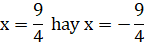 x = 9/4 hay x = −9/4